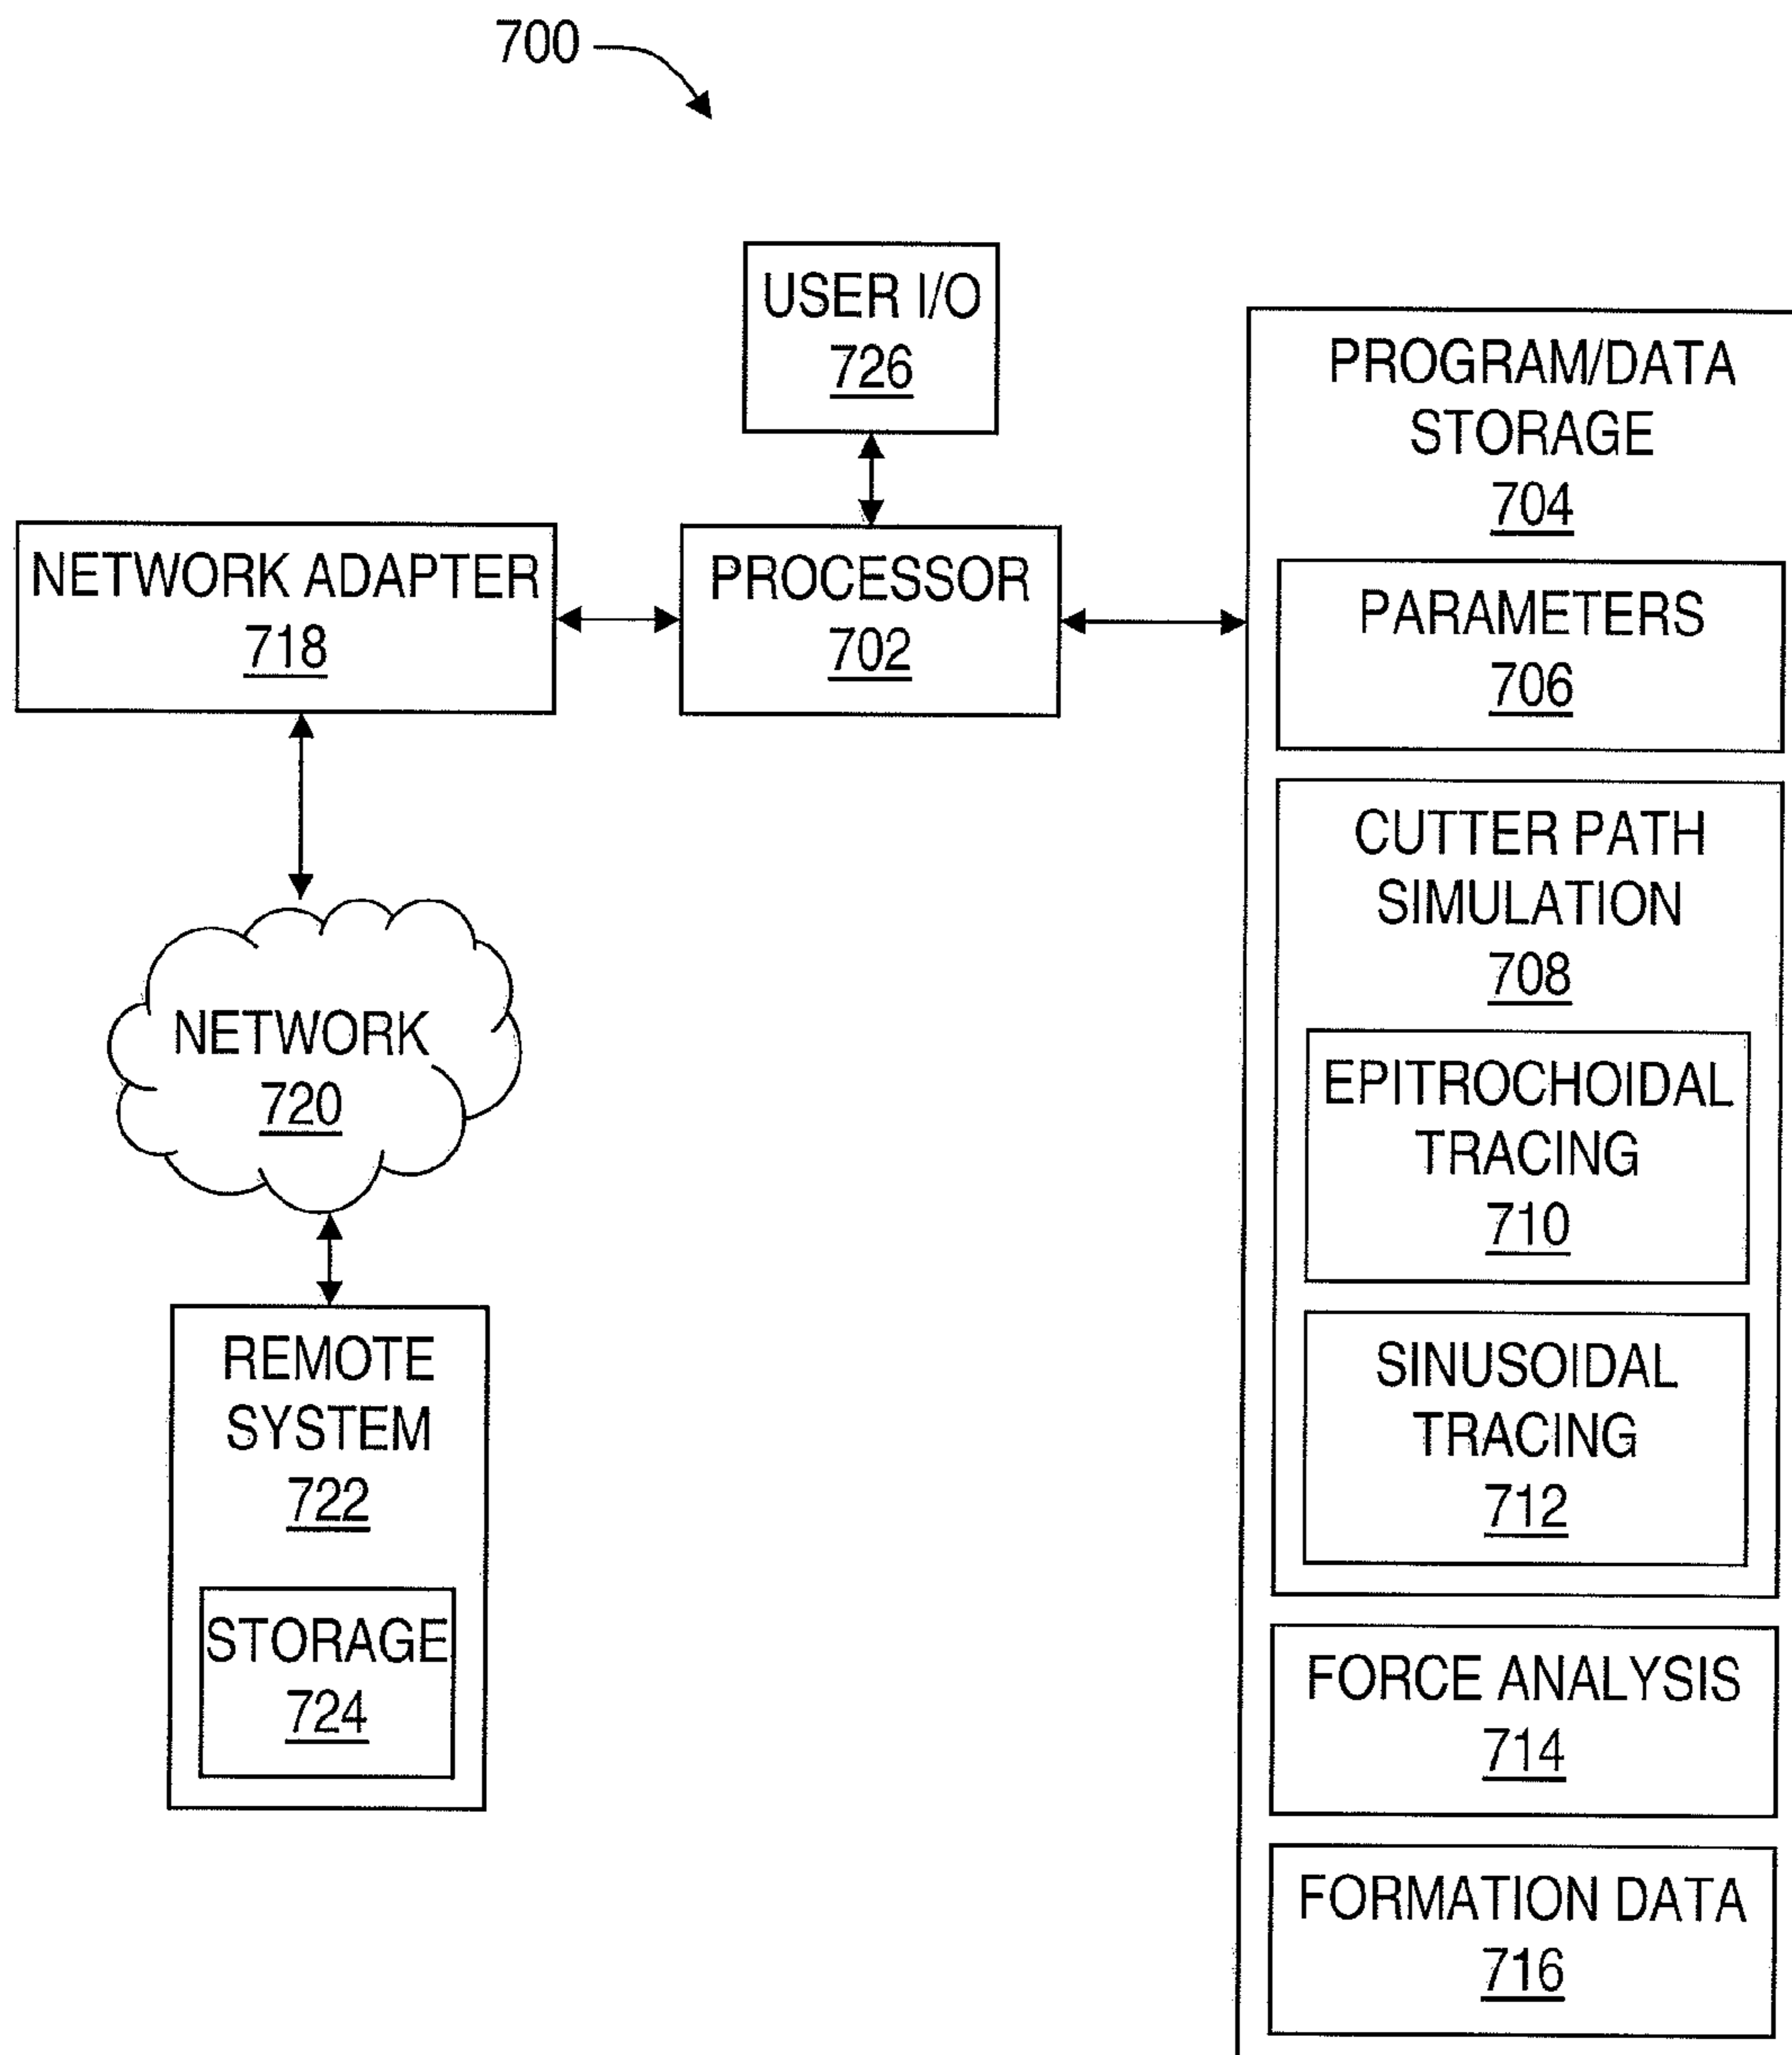 700
USER I/O
726
PROGRAM/DATA
STORAGE
704
NETWORK ADAPTER
718
PROCESSOR
702
PARAMETERS
706
CUTTER PATH
SIMULATION
708
NETWORK
720
EPITROCHOIDAL
TRACING
710
REMOTE
SYSTEM
722
SINUSOIDAL
TRACING
712
STORAGE
724
FORCE ANALYSIS
714
FORMATION DATA
716